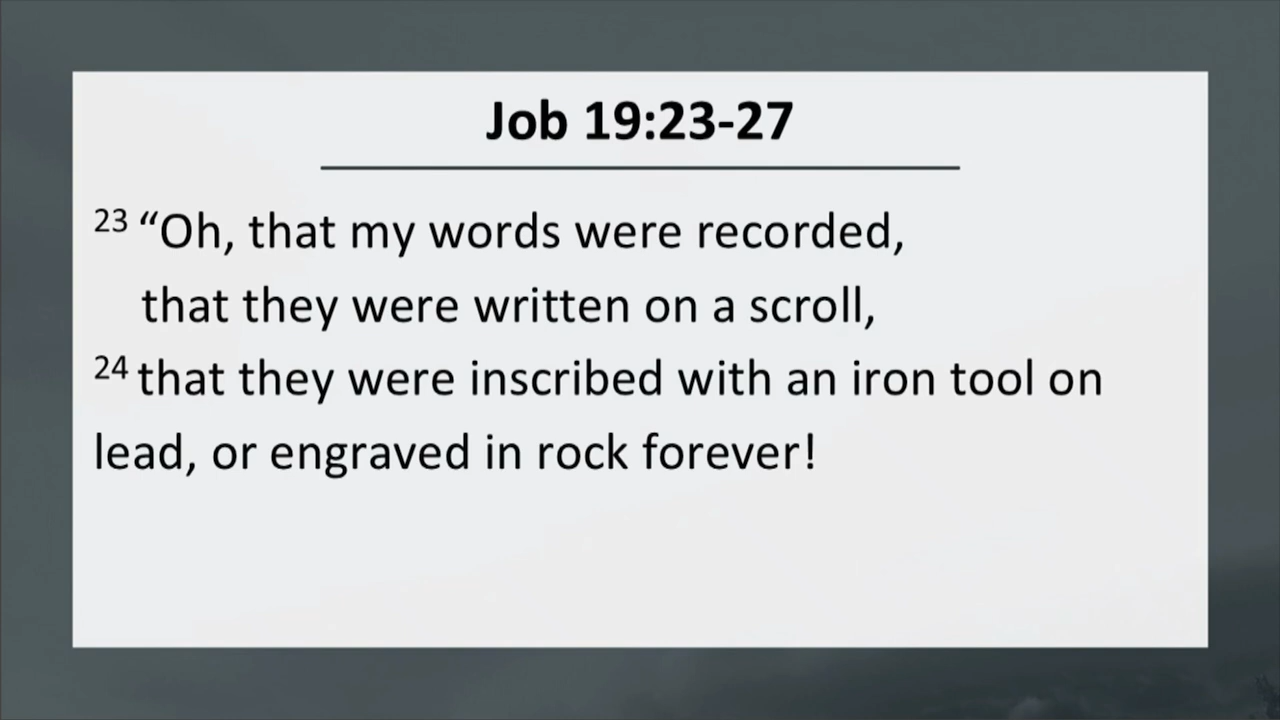 Job 19:23-27
23 “Oh, that my words were recorded,
that they were written on a scroll,
24 that they were inscribed with an iron tool on
lead, or engraved in rock forever!